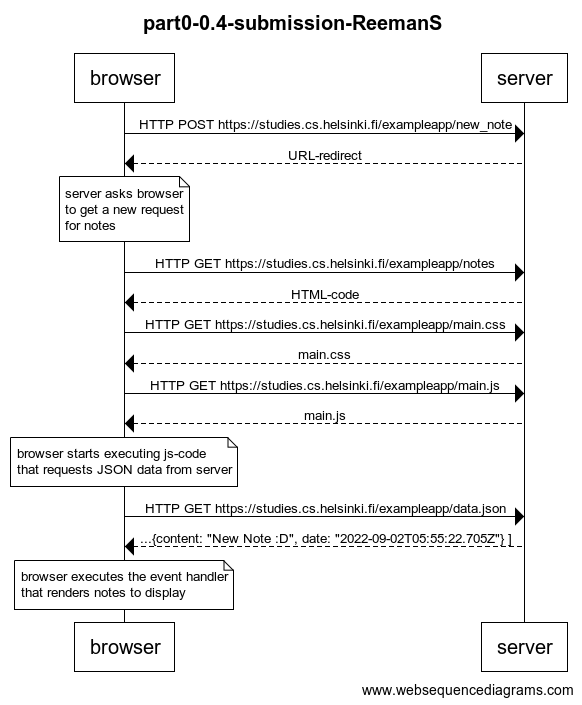 part0-0.4-submission-ReemanS
browser
server
HTTP POST https://studies.cs.helsinki.fi/exampleapp/new_note
URL-redirect
server asks browser
to get a new request
for notes
HTTP GET https://studies.cs.helsinki.fi/exampleapp/notes
HTML-code
HTTP GET https://studies.cs.helsinki.fi/exampleapp/main.css
main.css
HTTP GET https://studies.cs.helsinki.fi/exampleapp/main.js
main.js
browser starts executing js-code
that requests JSON data from server
HTTP GET https://studies.cs.helsinki.fi/exampleapp/data.json
...{content: "New Note :D", date: "2022-09-02T05:55:22.705Z"} ]
browser executes the event handler
that renders notes to display
browser
server
www.websequencediagrams.com